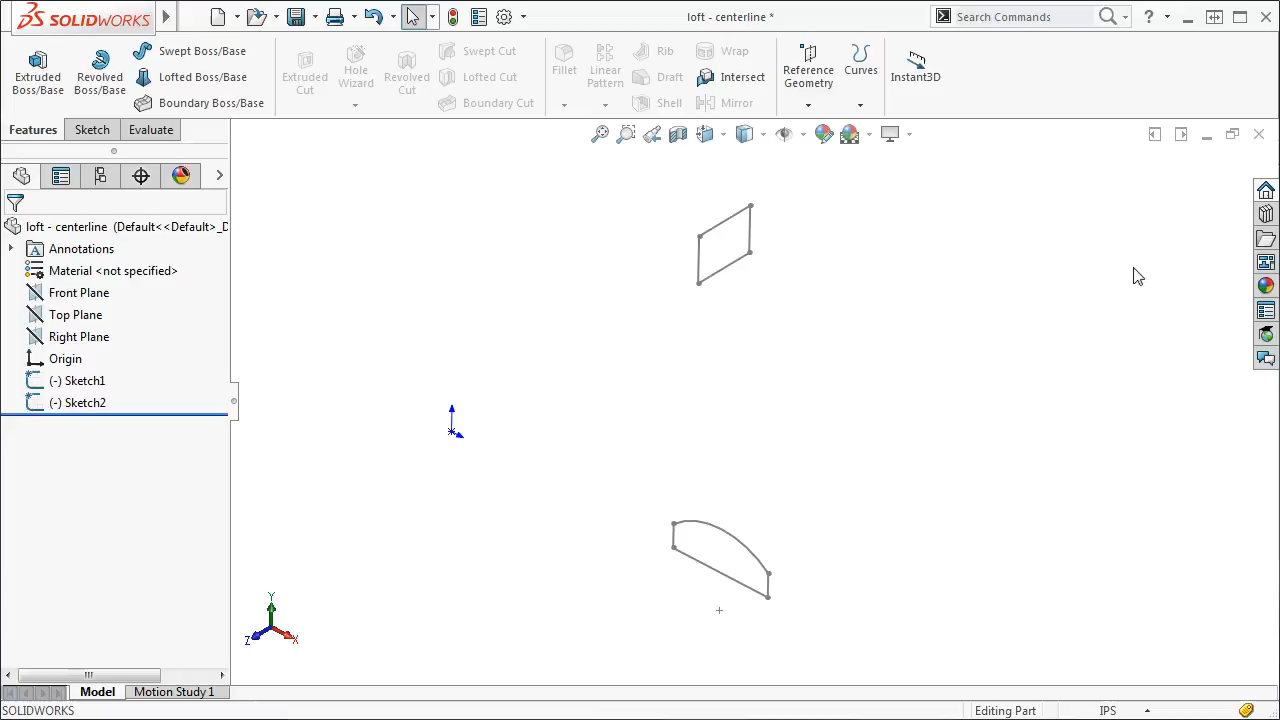 SOLIDWORKS
loft - centerline *
Search Commands
?
Extruded Boss/Base
Revolved Boss/Base
Swept Boss/Base
Lofted Boss/Base
Boundary Boss/Base
Extruded Cut
Hole Wizard
Revolved Cut
Swept Cut
Lofted Cut
Boundary Cut
Fillet
Linear Pattern
Rib
Draft
Shell
Wrap
Intersect
Mirror
Reference Geometry
Curves
Instant3D
Features
Sketch
Evaluate
loft - centerline (Default<<Default>_D
Annotations
Material <not specified>
Front Plane
Top Plane
Right Plane
Origin
(-) Sketch1
(-) Sketch2
Y
Z
X
Model
Motion Study 1
SOLIDWORKS
Editing Part
IPS